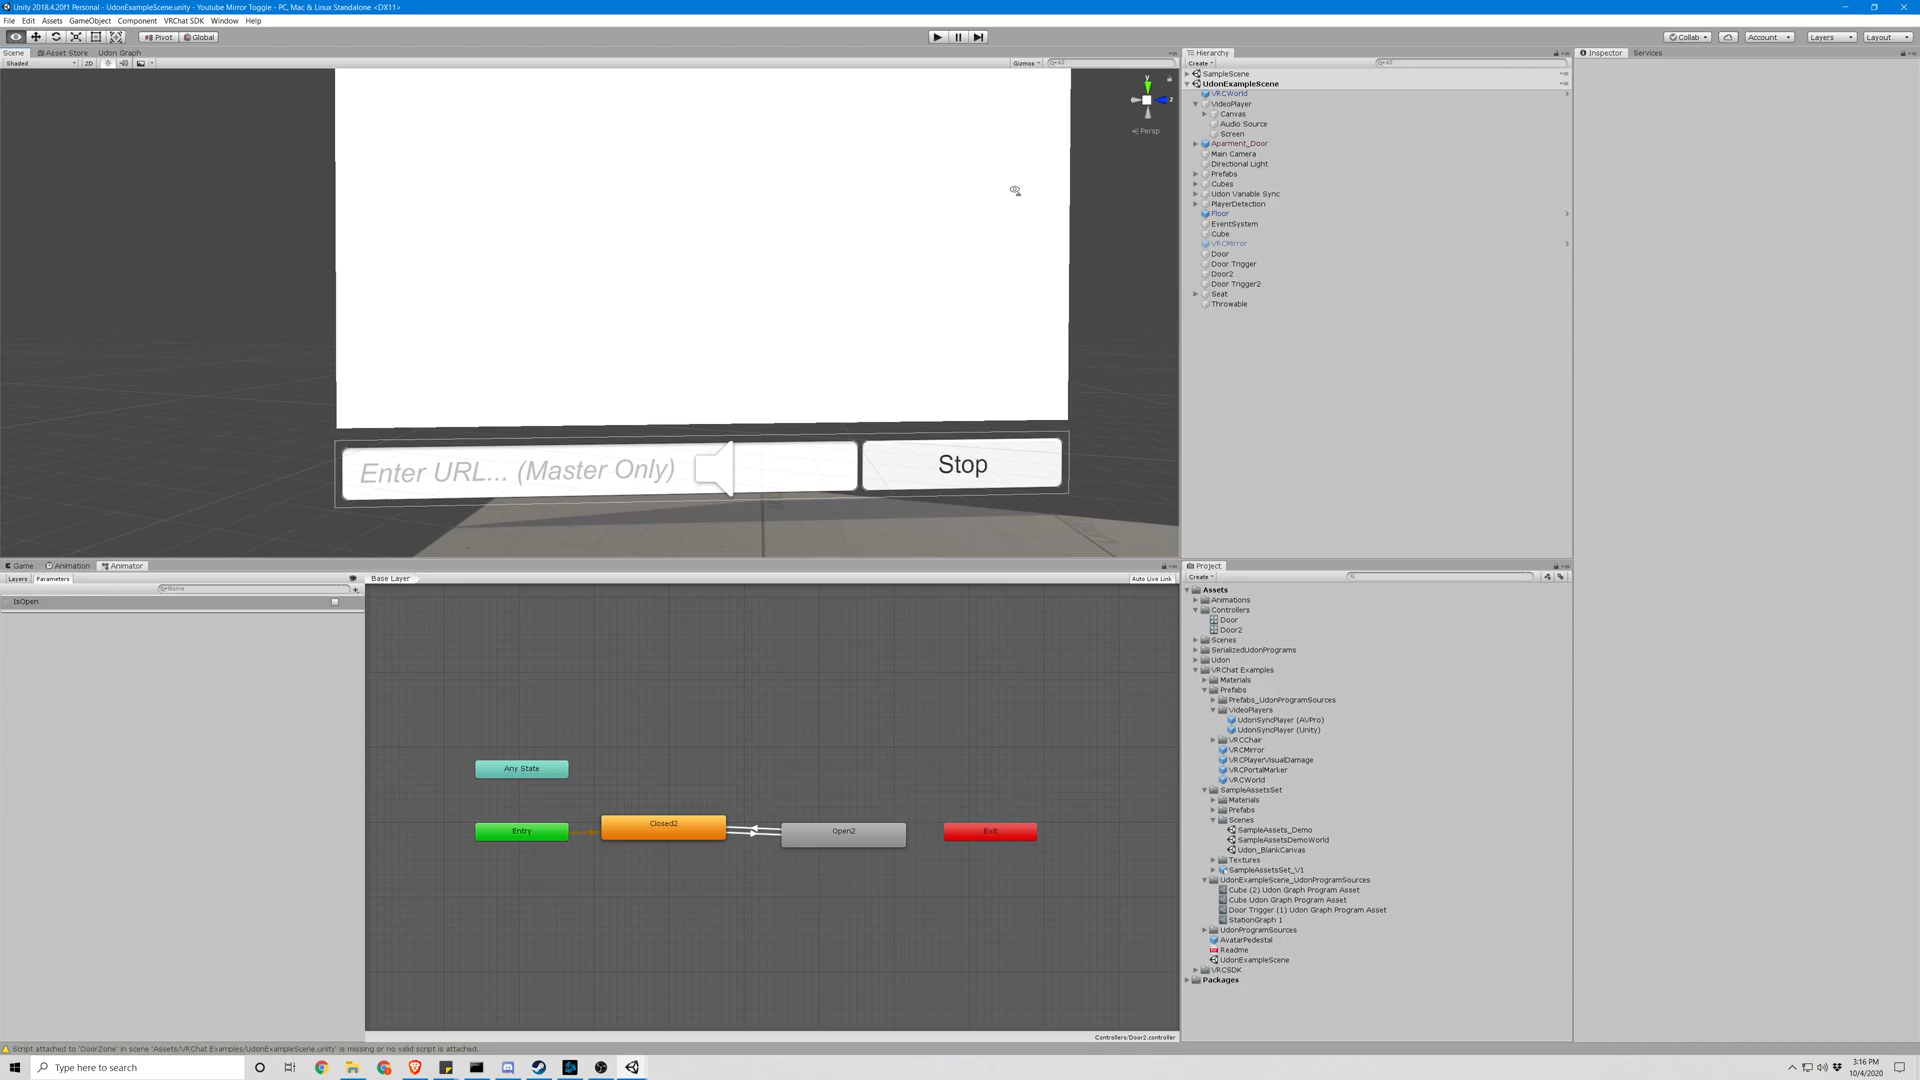 Unity 2018.4.20f1 Personal - UdonExampleScene.unity - Youtube Mirror Toggle - PC, Mac & Linux Standalone <DX11>
File Edit Assets GameObject Component VRChat SDK Window Help
Pivot Global Collab Account Layers Layout
Scene Asset Store Udon Graph
Shaded 2D Gizmos All
y
z
Persp
Enter URL... (Master Only)
Stop
Hierarchy
Create All
SampleScene
UdonExampleScene
VRCWorld
VideoPlayer
Canvas
Audio Source
Screen
Aparment_Door
Main Camera
Directional Light
Prefabs
Cubes
Udon Variable Sync
PlayerDetection
Floor
EventSystem
Cube
VRCMirror
Door
Door Trigger
Door2
Door Trigger2
Seat
Throwable
Inspector Services
Game Animation Animator
Layers Parameters
Name
IsOpen
Base Layer
Auto Live Link
Any State
Entry
Closed2
Open2
Exit
Controllers/Door2.controller
Project
Create
Assets
Animations
Controllers
Door
Door2
Scenes
SerializedUdonPrograms
Udon
VRChat Examples
Materials
Prefabs
Prefabs_UdonProgramSources
VideoPlayers
UdonSyncPlayer (AVPro)
UdonSyncPlayer (Unity)
VRCChair
VRCMirror
VRCPlayerVisualDamage
VRCPortalMarker
VRCWorld
SampleAssetsSet
Materials
Prefabs
Scenes
SampleAssets_Demo
SampleAssetsDemoWorld
Udon_BlankCanvas
Textures
SampleAssetsSet_V1
UdonExampleScene_UdonProgramSources
Cube (2) Udon Graph Program Asset
Cube Udon Graph Program Asset
Door Trigger (1) Udon Graph Program Asset
StationGraph 1
UdonProgramSources
AvatarPedestal
Readme
UdonExampleScene
VRCSDK
Packages
Script attached to 'DoorZone' in scene 'Assets/VRChat Examples/UdonExampleScene.unity' is missing or no valid script is attached.
Type here to search
3:16 PM
10/4/2020